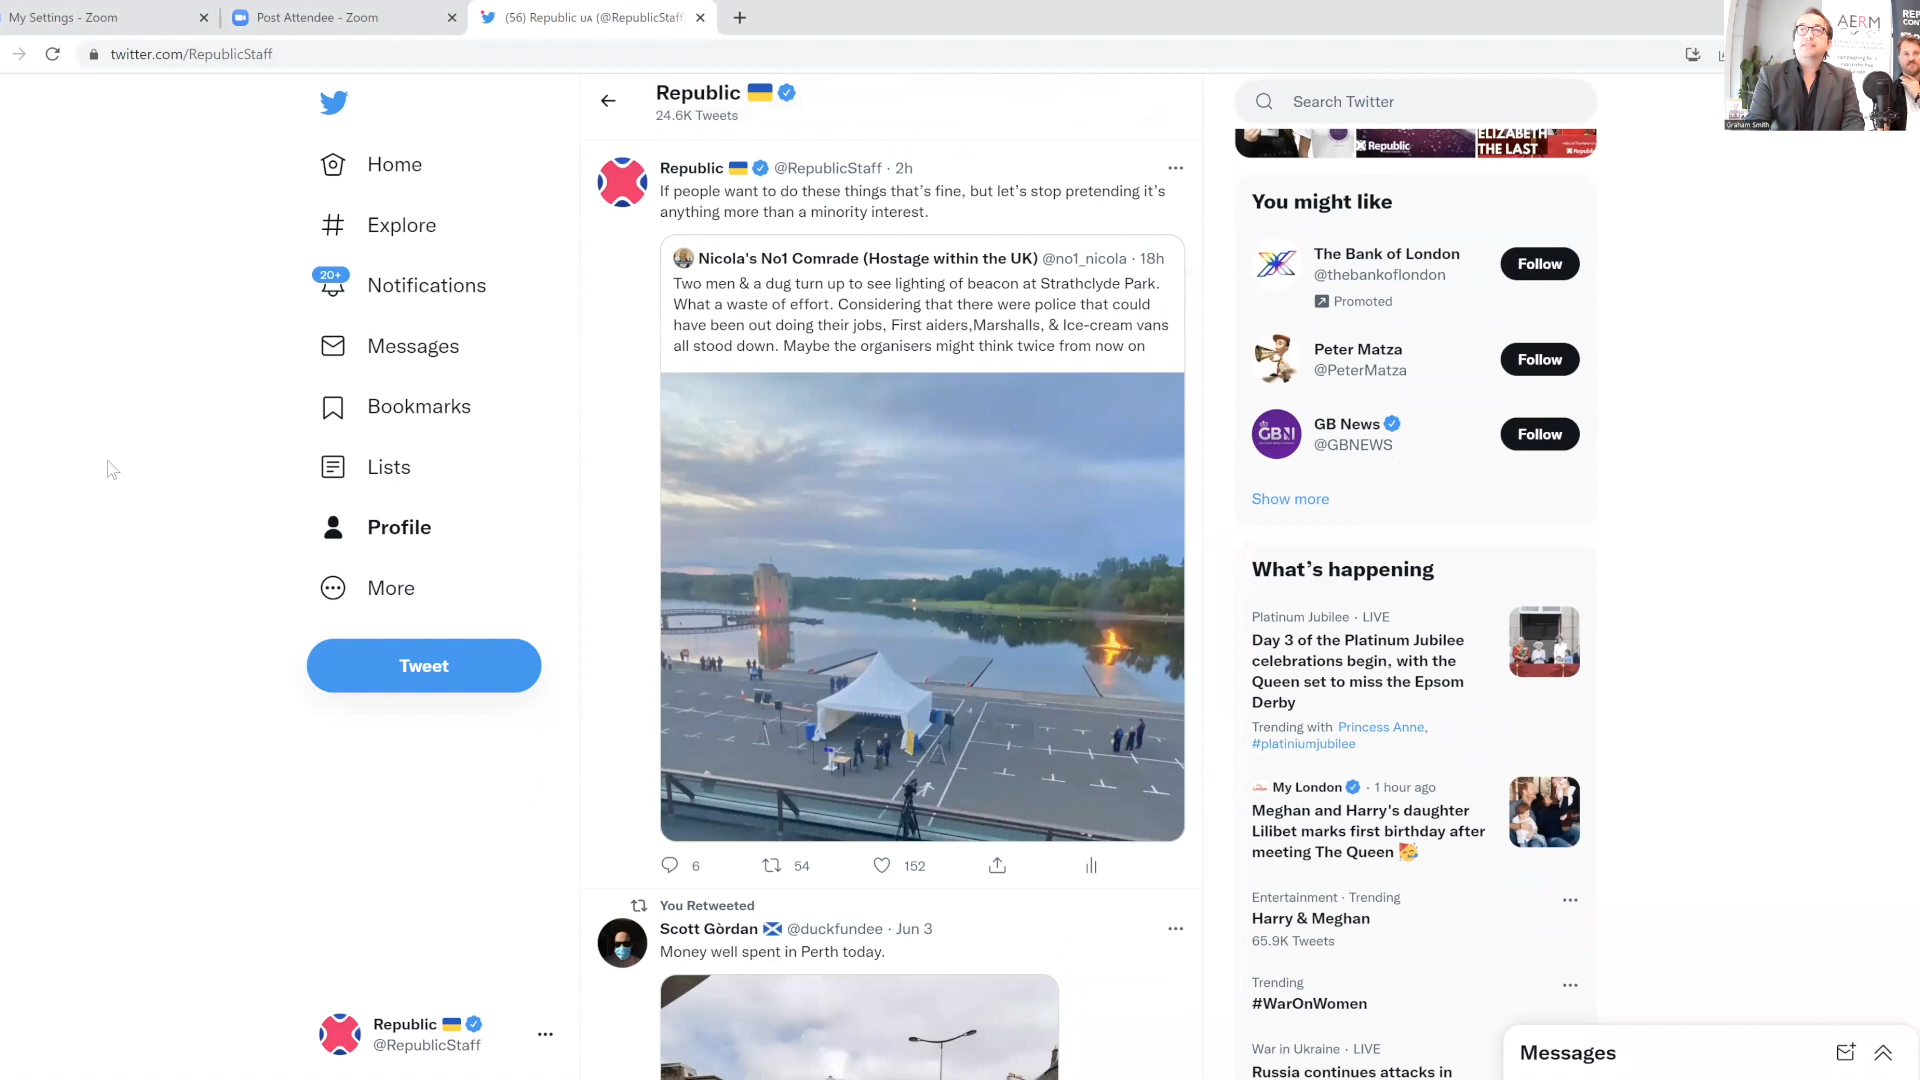 My Settings - Zoom
Post Attendee - Zoom
(56) Republic UA (@RepublicStaff
twitter.com/RepublicStaff
AERM
Graham Smith
Republic
24.6K Tweets
Search Twitter
Republic
ELIZABETH
THE LAST
Home
Explore
20+
Notifications
Messages
Bookmarks
Lists
Profile
More
Tweet
Republic
@RepublicStaff
Republic @RepublicStaff · 2h
If people want to do these things that’s fine, but let’s stop pretending it’s
anything more than a minority interest.
Nicola's No1 Comrade (Hostage within the UK) @no1_nicola · 18h
Two men & a dug turn up to see lighting of beacon at Strathclyde Park.
What a waste of effort. Considering that there were police that could
have been out doing their jobs, First aiders,Marshalls, & Ice-cream vans
all stood down. Maybe the organisers might think twice from now on
6
54
152
You Retweeted
Scott Gòrdan @duckfundee · Jun 3
Money well spent in Perth today.
You might like
The Bank of London
@thebankoflondon
Promoted
Follow
Peter Matza
@PeterMatza
Follow
GBN
GB News
@GBNEWS
Follow
Show more
What’s happening
Platinum Jubilee · LIVE
Day 3 of the Platinum Jubilee
celebrations begin, with the
Queen set to miss the Epsom
Derby
Trending with Princess Anne,
#platiniumjubilee
My London · 1 hour ago
Meghan and Harry's daughter
Lilibet marks first birthday after
meeting The Queen 🥳
Entertainment · Trending
Harry & Meghan
65.9K Tweets
Trending
#WarOnWomen
War in Ukraine · LIVE
Russia continues attacks in
Messages